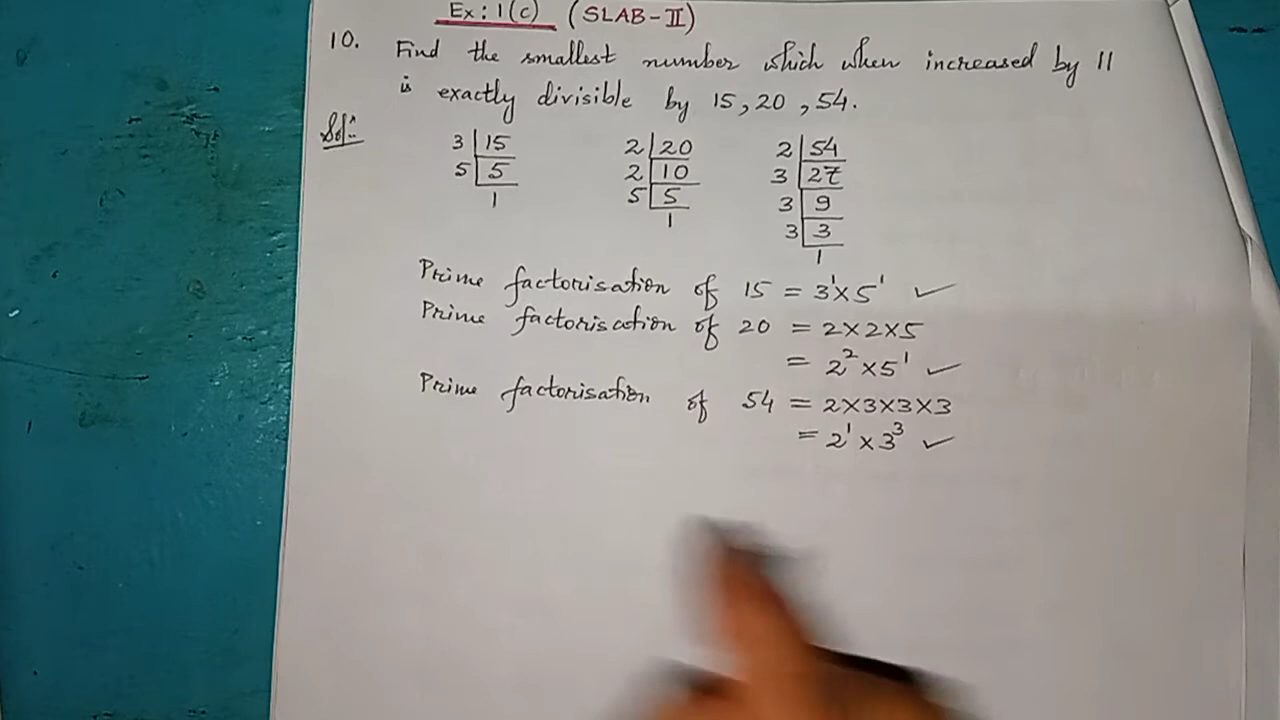 Ex: 1(c) (SLAB-II)
10. Find the smallest number which when increased by 11
is exactly divisible by 15, 20, 54.
Sol:
3 | 15
5 | 5
1
2 | 20
2 | 10
5 | 5
1
2 | 54
3 | 27
3 | 9
3 | 3
1
Prime factorisation of 15 = 3¹×5¹ ✓
Prime factorisation of 20 = 2×2×5
= 2²×5¹ ✓
Prime factorisation of 54 = 2×3×3×3
= 2¹×3³ ✓